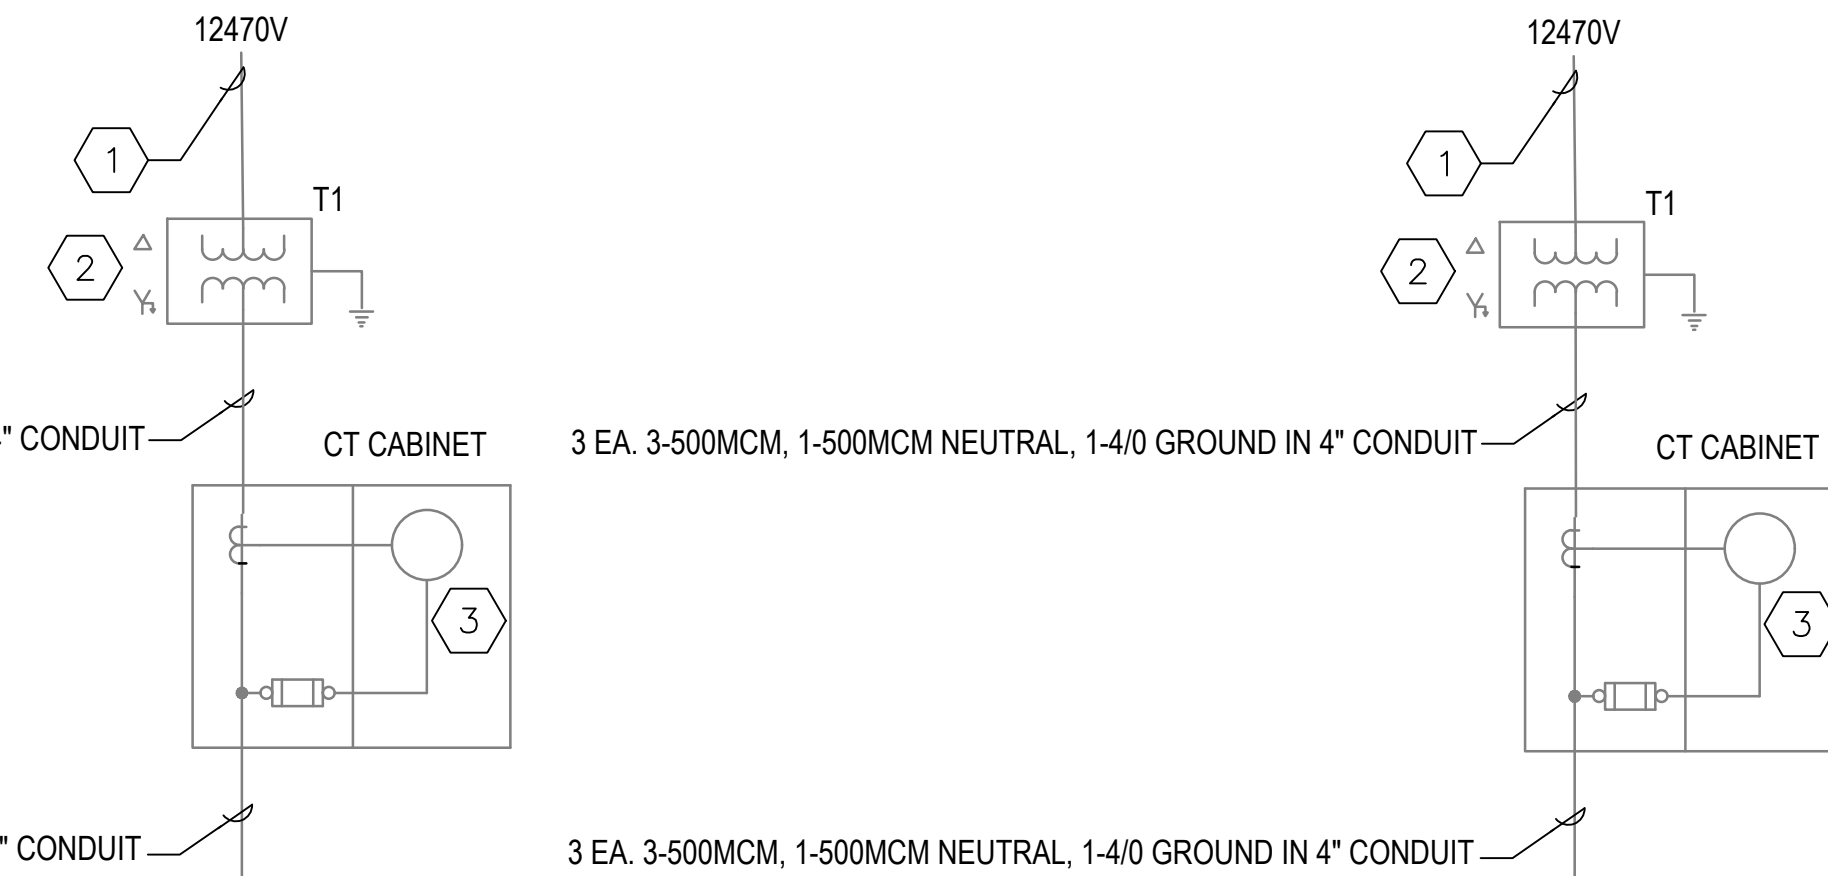 12470V
12470V
1
1
T1
T1
2
2
" CONDUIT
CT CABINET
3 EA. 3-500MCM, 1-500MCM NEUTRAL, 1-4/0 GROUND IN 4" CONDUIT
CT CABINET
3
3
" CONDUIT
3 EA. 3-500MCM, 1-500MCM NEUTRAL, 1-4/0 GROUND IN 4" CONDUIT